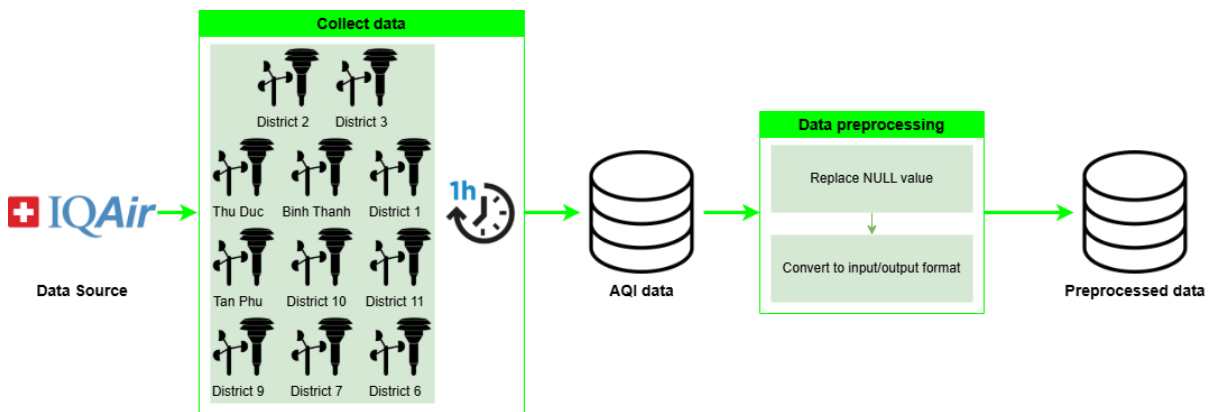 Collect data
District 2
District 3
Thu Duc
Binh Thanh
District 1
Tan Phu
District 10
District 11
District 9
District 7
District 6
1h
IQAir
Data Source
AQI data
Data preprocessing
Replace NULL value
Convert to input/output format
Preprocessed data